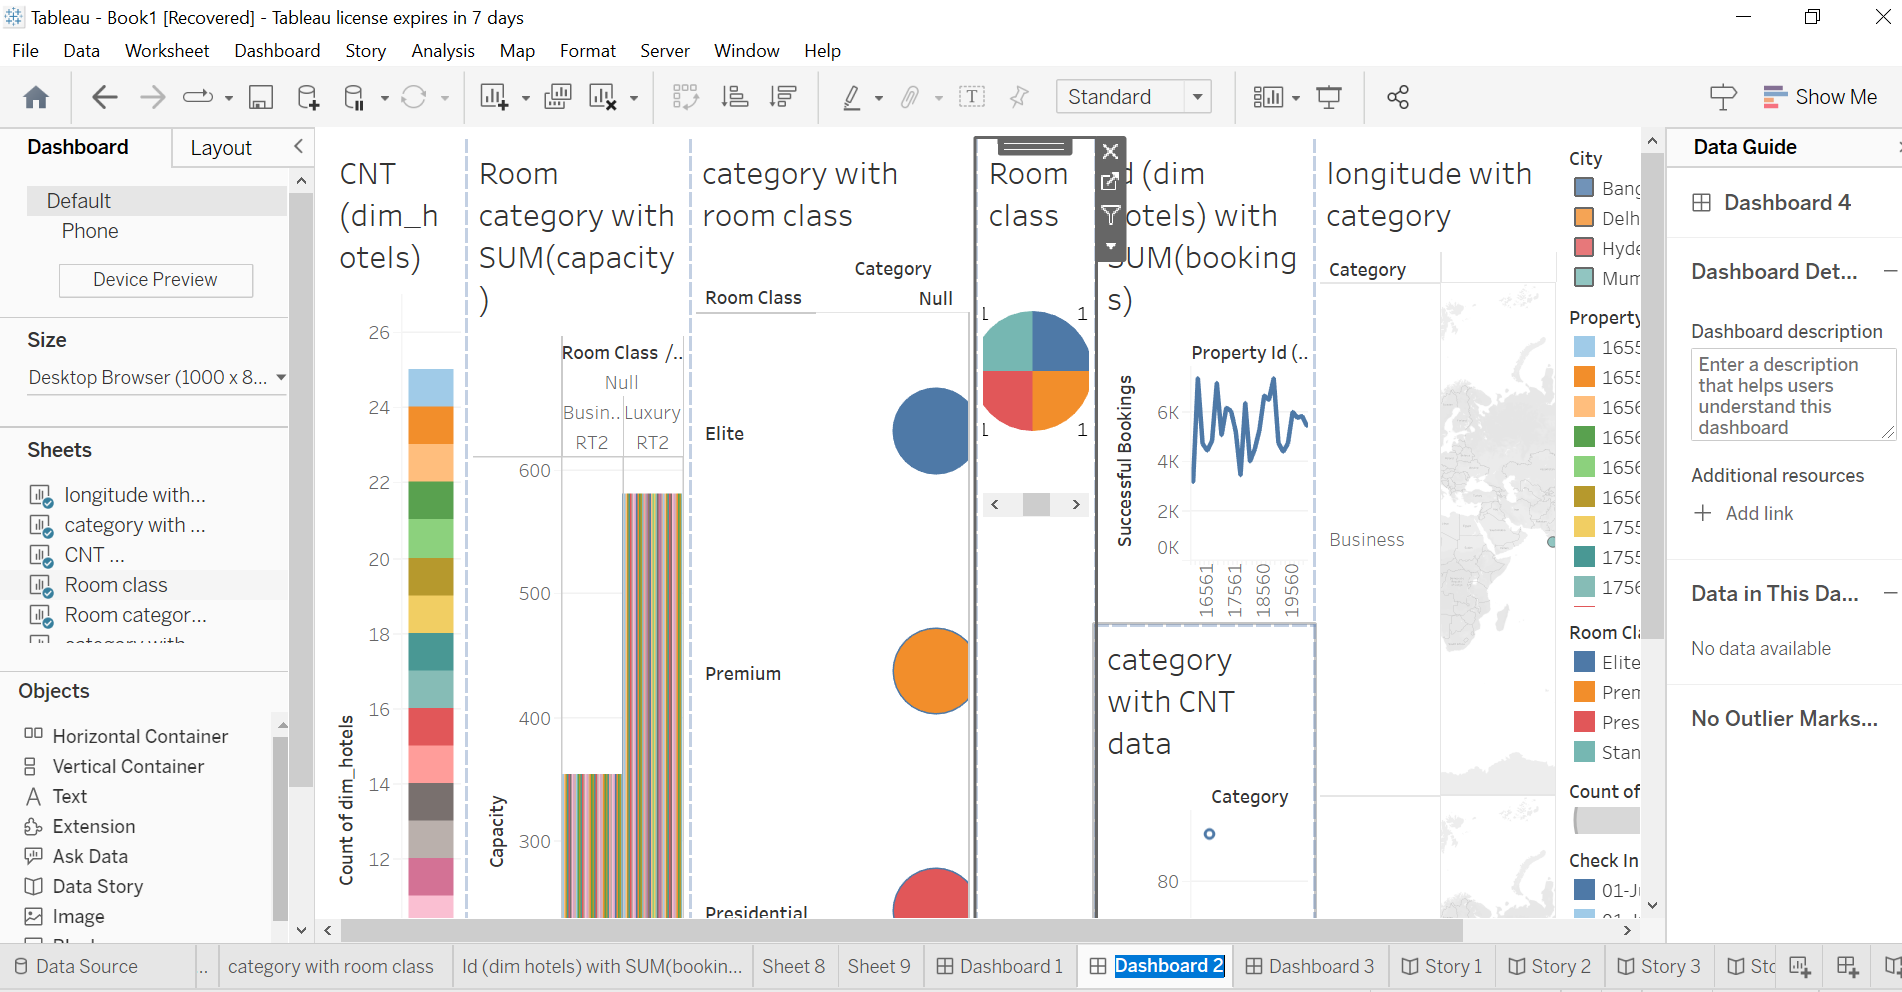 Tableau - Book1 [Recovered] - Tableau license expires in 7 days
File Data Worksheet Dashboard Story Analysis Map Format Server Window Help
Standard
Show Me
Dashboard
Layout
Default
Phone
Device Preview
Size
Desktop Browser (1000 x 8...
Sheets
longitude with...
category with ...
CNT ...
Room class
Room categor...
Objects
Horizontal Container
Vertical Container
Text
Extension
Ask Data
Data Story
Image
CNT
(dim_h
otels)
26
24
22
20
18
16
14
12
Count of dim_hotels
Room
category with
SUM(capacity
)
Room Class /..
Null
Busin.. Luxury
RT2 RT2
600
500
400
300
Capacity
category with
room class
Category
Room Class Null
Elite
Premium
Presidential
Room
class
1 1
1 1
d (dim
otels) with
SUM(booking
s)
Property Id (..
Successful Bookings
6K
4K
2K
0K
16561
17561
18560
19560
category
with CNT
data
Category
80
longitude with
category
Category
Business
City
Bang
Delh
Hyde
Mum
Property
1655
1655
1656
1656
1656
1656
1755
1755
1756
Room Cla
Elite
Prem
Pres
Stan
Count of
Check In
01-Ju
Data Guide
Dashboard 4
Dashboard Det...
Dashboard description
Enter a description
that helps users
understand this
dashboard
Additional resources
Add link
Data in This Da...
No data available
No Outlier Marks...
Data Source .. category with room class Id (dim hotels) with SUM(bookin... Sheet 8 Sheet 9 Dashboard 1 Dashboard 2 Dashboard 3 Story 1 Story 2 Story 3 Sto